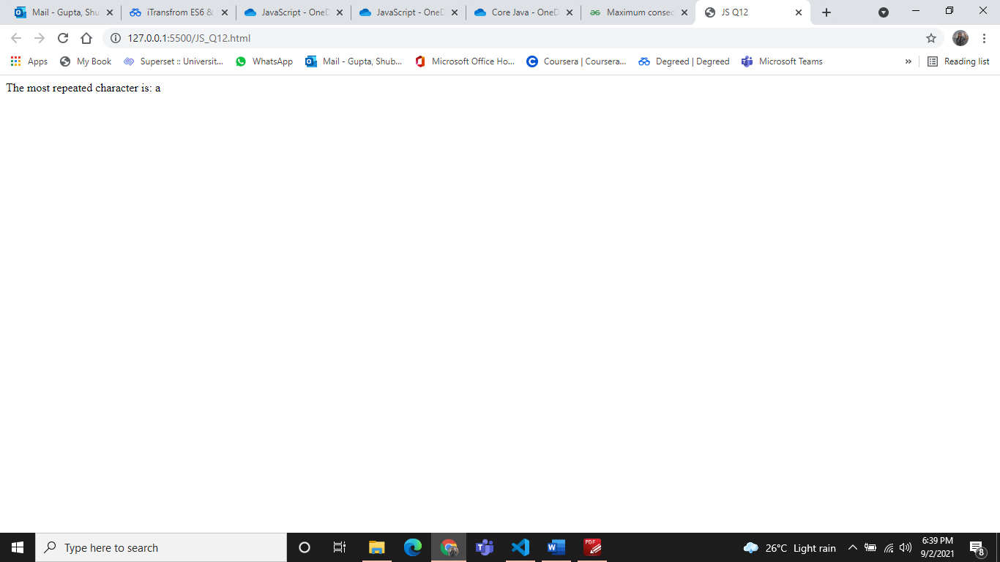 Mail - Gupta, Shu
iTransfrom ES6 &
JavaScript - OneD
JavaScript - OneD
Core Java - OneD
Maximum consec
JS Q12
127.0.0.1:5500/JS_Q12.html
Apps
My Book
Superset :: Universit...
WhatsApp
Mail - Gupta, Shub...
Microsoft Office Ho...
Coursera | Coursera...
Degreed | Degreed
Microsoft Teams
»
Reading list
The most repeated character is: a
Type here to search
26°C Light rain
6:39 PM
9/2/2021
8